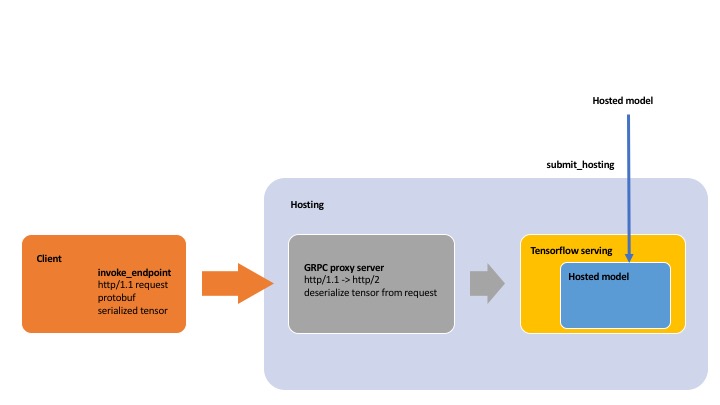 Hosted model
submit_hosting
Hosting
Client
invoke_endpoint
http/1.1 request
protobuf
serialized tensor
GRPC proxy server
http/1.1 -> http/2
deserialize tensor from request
Tensorflow serving
Hosted model